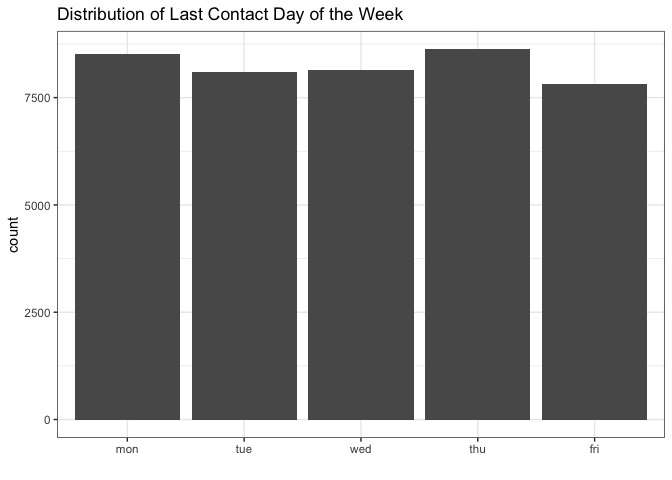 Distribution of Last Contact Day of the Week
count
7500
5000
2500
0
mon tue wed thu fri